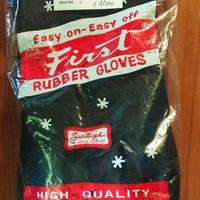 Easy on-Easy off
First
RUBBER GLOVES
HIGH - QUALITY -